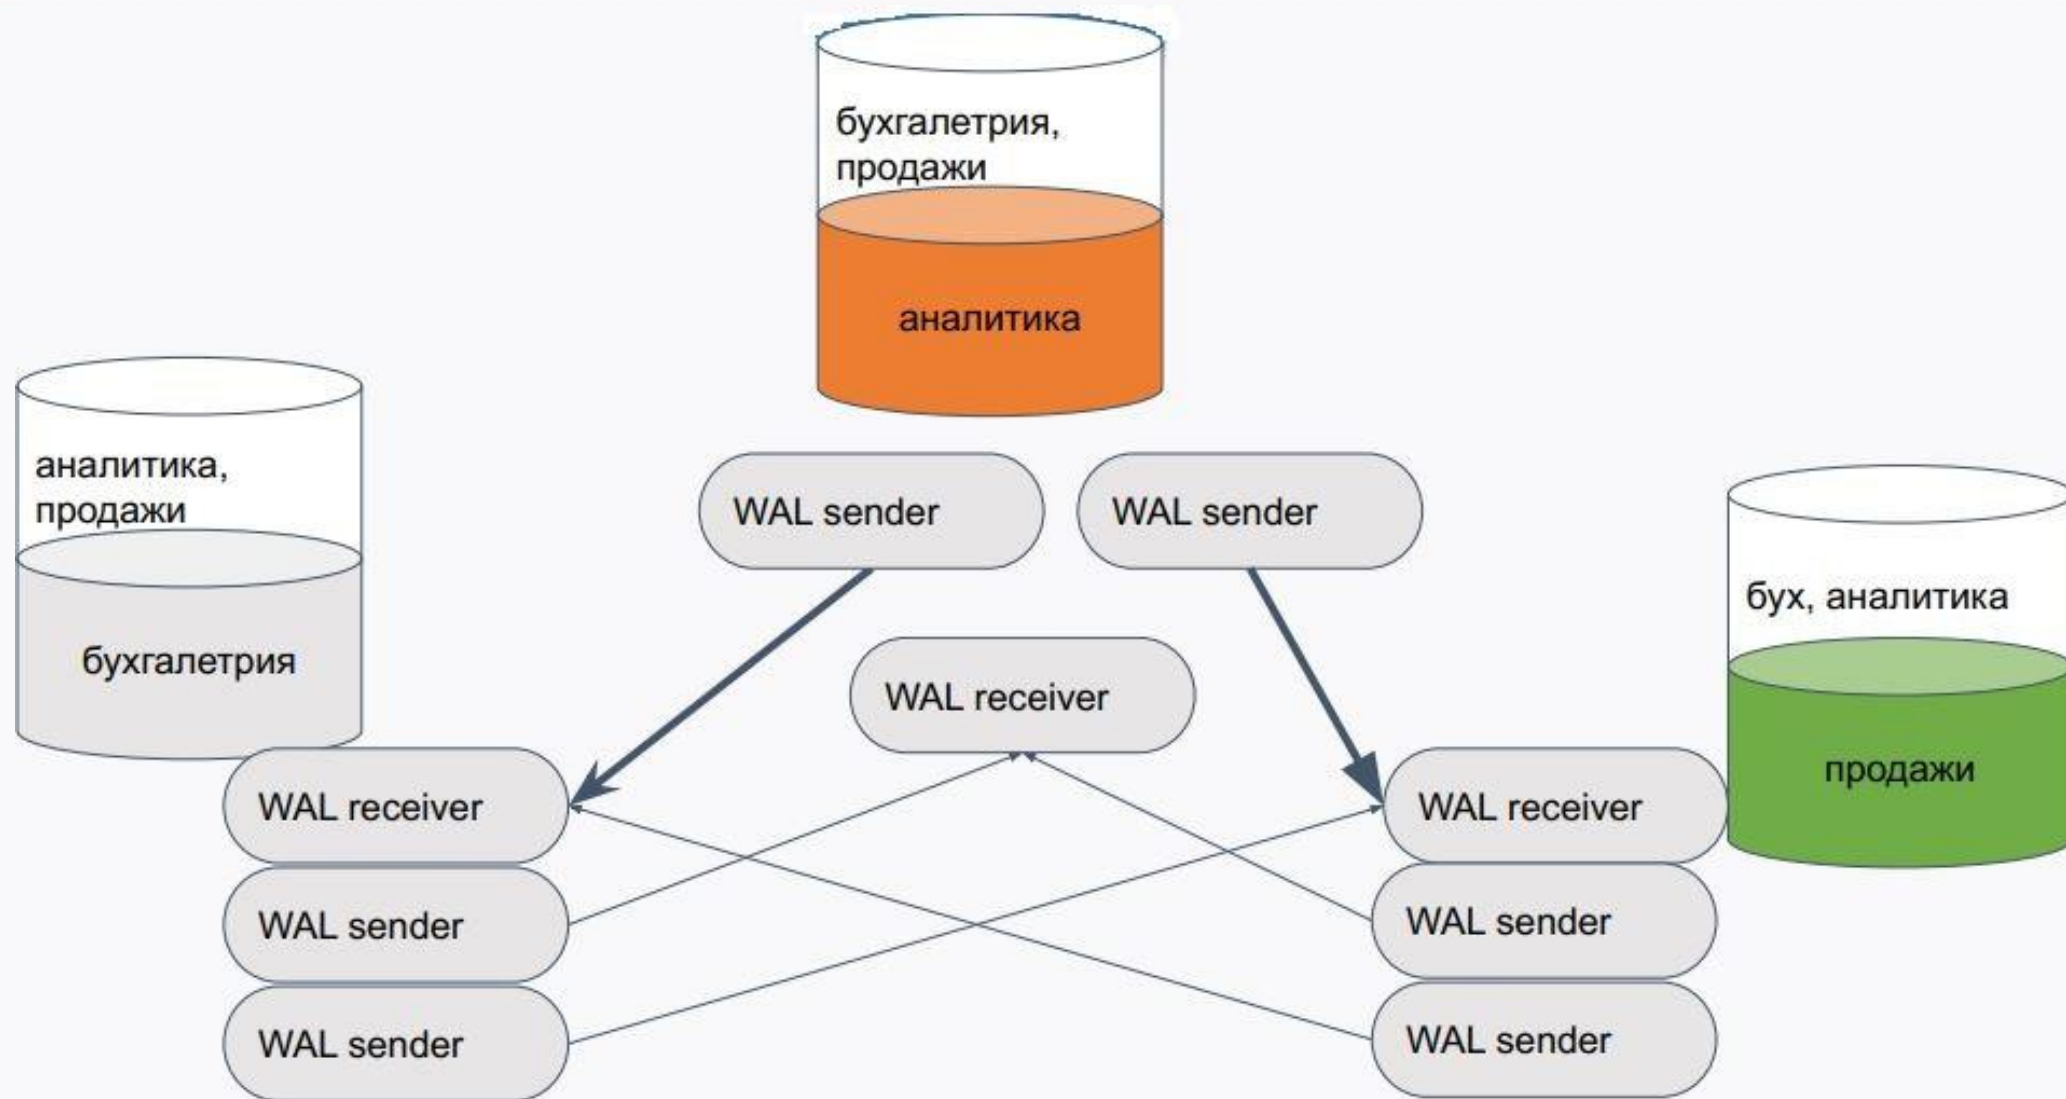 бухгалетрия,
продажи
аналитика
аналитика,
продажи
бухгалетрия
WAL sender
WAL sender
бух, аналитика
продажи
WAL receiver
WAL receiver
WAL sender
WAL sender
WAL receiver
WAL sender
WAL sender